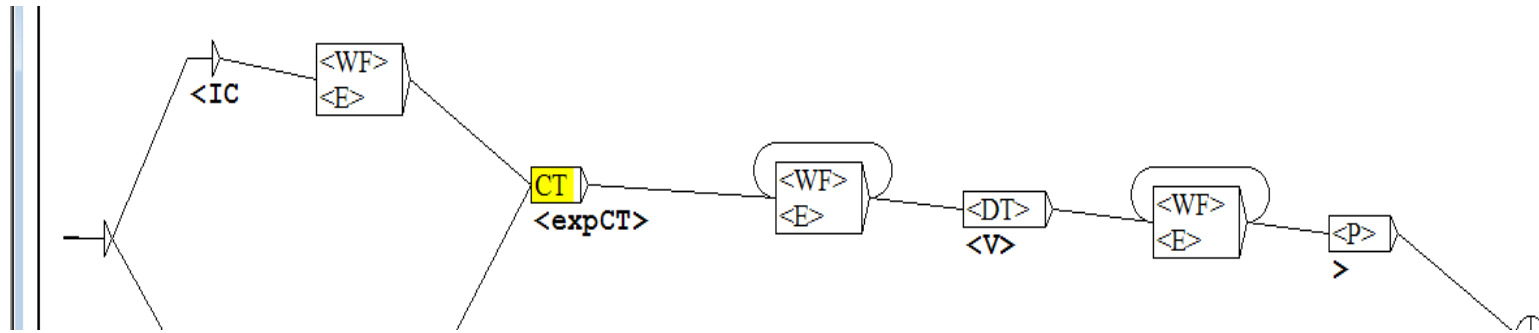 <WF>
<E>
<IC
CT
<expCT>
<WF>
<E>
<DT>
<V>
<WF>
<E>
<P>
>